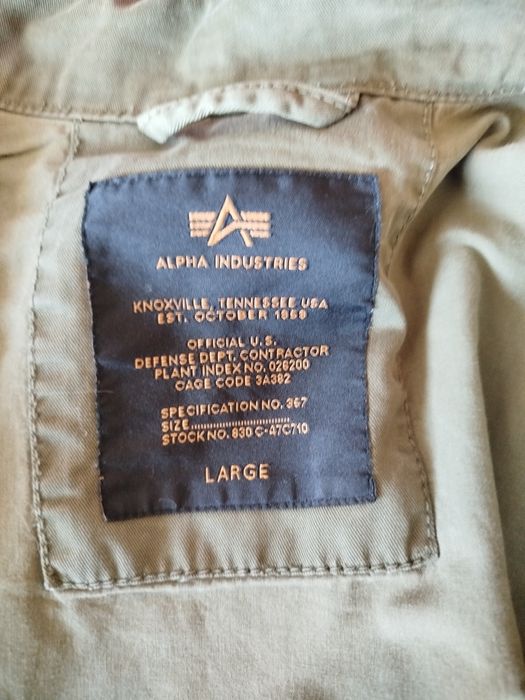 ALPHA INDUSTRIES
KNOXVILLE, TENNESSEE USA
EST. OCTOBER 1959
OFFICIAL U.S.
DEFENSE DEPT. CONTRACTOR
PLANT INDEX NO. 026200
CAGE CODE 3A382
SPECIFICATION NO. 367
SIZE..............................
STOCK NO. 830 C-47C710
LARGE